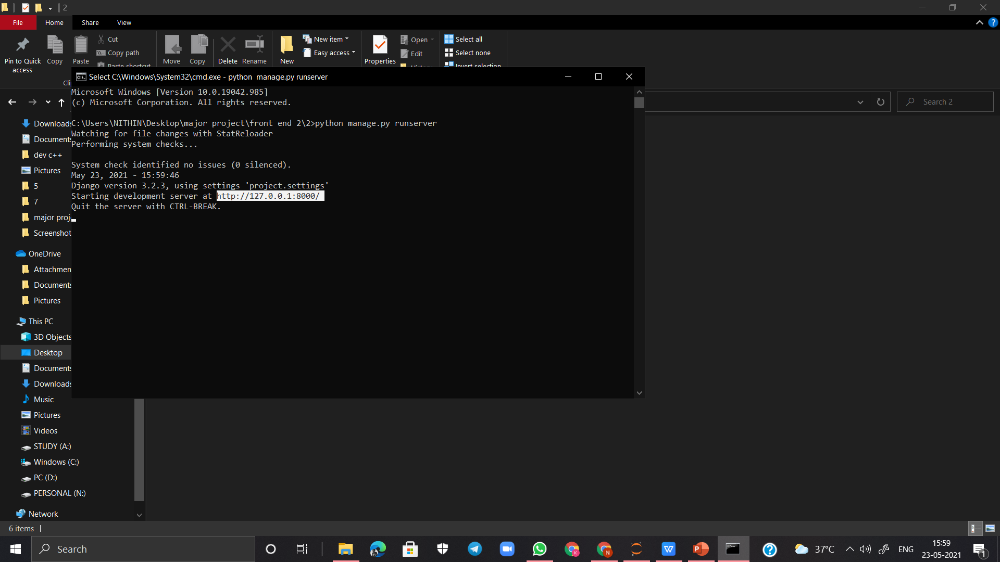 2
File
Home
Share
View
Pin to Quick access
Copy
Paste
Cut
Copy path
Paste shortcut
Move
Copy
Delete
Rename
New
New item
Easy access
Properties
Open
Edit
Select all
Select none
Invert selection
Select C:\Windows\System32\cmd.exe - python  manage.py runserver
Microsoft Windows [Version 10.0.19042.985]
(c) Microsoft Corporation. All rights reserved.
C:\Users\NITHIN\Desktop\major project\front end 2\2>python manage.py runserver
Watching for file changes with StatReloader
Performing system checks...
System check identified no issues (0 silenced).
May 23, 2021 - 15:59:46
Django version 3.2.3, using settings 'project.settings'
Starting development server at http://127.0.0.1:8000/
Quit the server with CTRL-BREAK.
Search 2
Downloads
Documents
dev c++
Pictures
5
7
major proj
Screenshot
OneDrive
Attachmen
Documents
Pictures
This PC
3D Objects
Desktop
Documents
Downloads
Music
Pictures
Videos
STUDY (A:)
Windows (C:)
PC (D:)
PERSONAL (N:)
Network
6 items
Search
37°C
ENG
15:59
23-05-2021
1